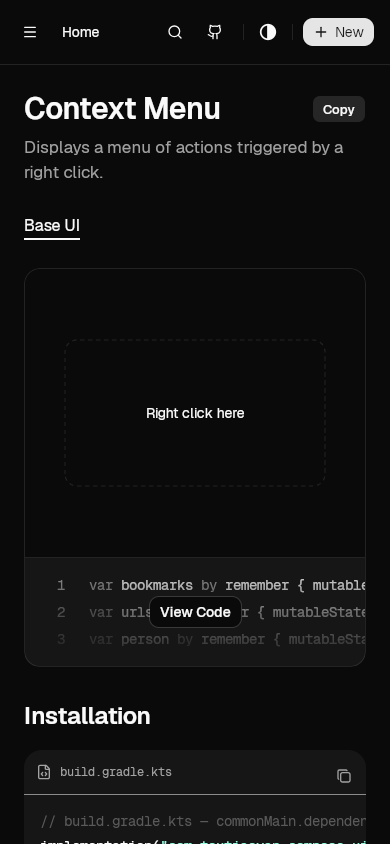 Home
New
Context Menu
Copy
Displays a menu of actions triggered by a
right click.
Base UI
Right click here
1 var bookmarks by remember { mutable
2 var urls { mutableState
3 var person by remember { mutableSta
View Code
Installation
build.gradle.kts
// build.gradle.kts — commonMain.dependen